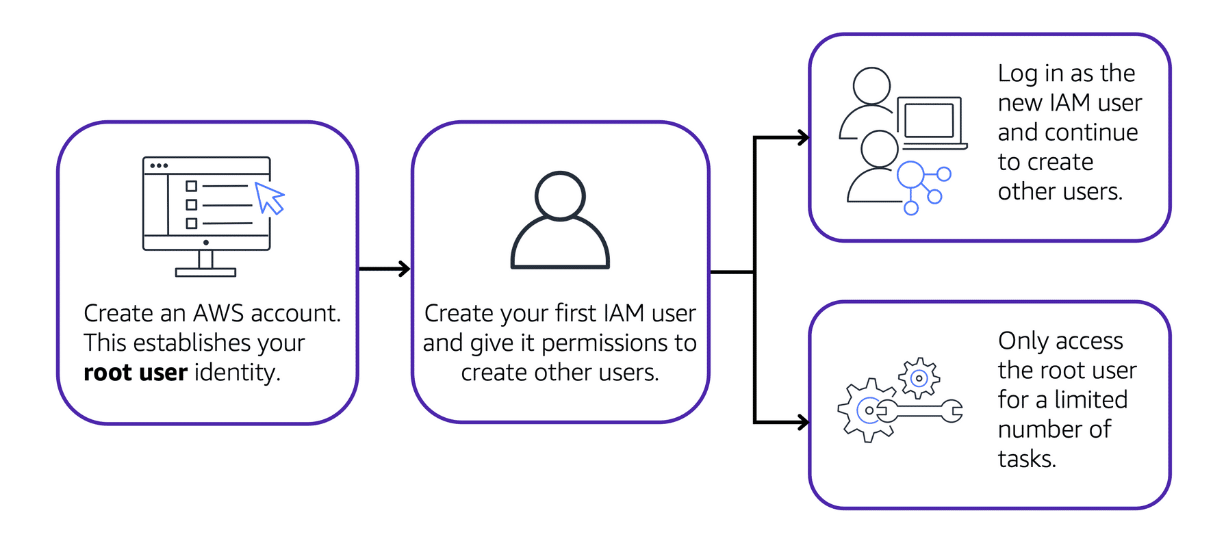 Create an AWS account.
This establishes your
root user identity.
Create your first IAM user
and give it permissions to
create other users.
Log in as the
new IAM user
and continue
to create
other users.
Only access
the root user
for a limited
number of
tasks.